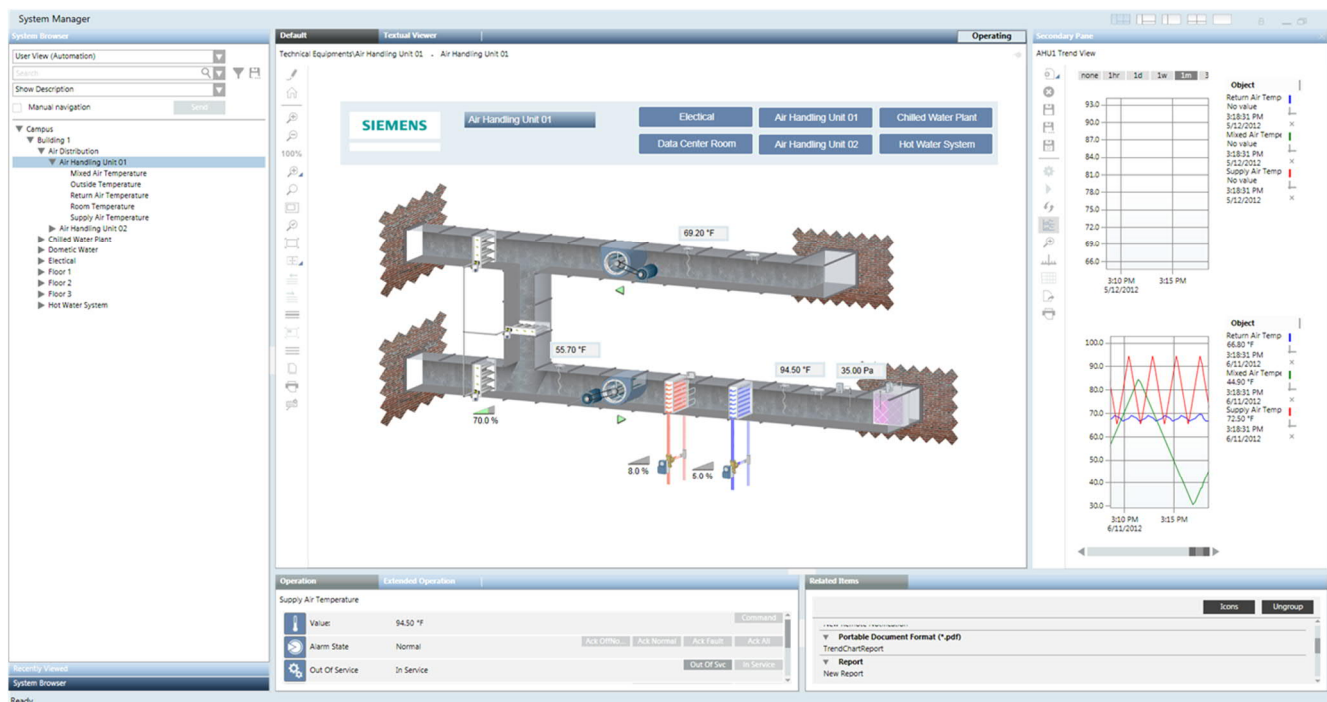 System Manager
System Browser
User View (Automation)
Search
Show Description
Manual navigation
Send
Campus
Building 1
Air Distribution
Air Handling Unit 01
Mixed Air Temperature
Outside Temperature
Return Air Temperature
Room Temperature
Supply Air Temperature
Air Handling Unit 02
Chilled Water Plant
Dometic Water
Electical
Floor 1
Floor 2
Floor 3
Hot Water System
Recently Viewed
System Browser
Ready
Default
Textual Viewer
Operating
Technical Equipments\Air Handling Unit 01 - Air Handling Unit 01
100%
SIEMENS
Air Handling Unit 01
Electical
Air Handling Unit 01
Chilled Water Plant
Data Center Room
Air Handling Unit 02
Hot Water System
69.20 °F
55.70 °F
94.50 °F
35.00 Pa
70.0 %
8.0 %
5.0 %
Operation
Extended Operation
Supply Air Temperature
Value:
94.50 °F
Command
Alarm State
Normal
Ack OffNo...
Ack Normal
Ack Fault
Ack All
Out Of Service
In Service
Out Of Svc
In Service
Related Items
Icons
Ungroup
New Remote Notification
Portable Document Format (*.pdf)
TrendChartReport
Report
New Report
Secondary Pane
AHU1 Trend View
none 1hr 1d 1w 1m 3
93.0
90.0
87.0
84.0
81.0
78.0
75.0
72.0
69.0
66.0
3:10 PM
3:15 PM
5/12/2012
Object
Return Air Temp
No value
3:18:31 PM
5/12/2012
Mixed Air Tempe
No value
3:18:31 PM
5/12/2012
Supply Air Temp
No value
3:18:31 PM
5/12/2012
100.0
90.0
80.0
70.0
60.0
50.0
40.0
30.0
3:10 PM
3:15 PM
6/11/2012
Object
Return Air Temp
66.80 °F
3:18:31 PM
6/11/2012
Mixed Air Tempe
44.90 °F
3:18:31 PM
6/11/2012
Supply Air Temp
72.50 °F
3:18:31 PM
6/11/2012